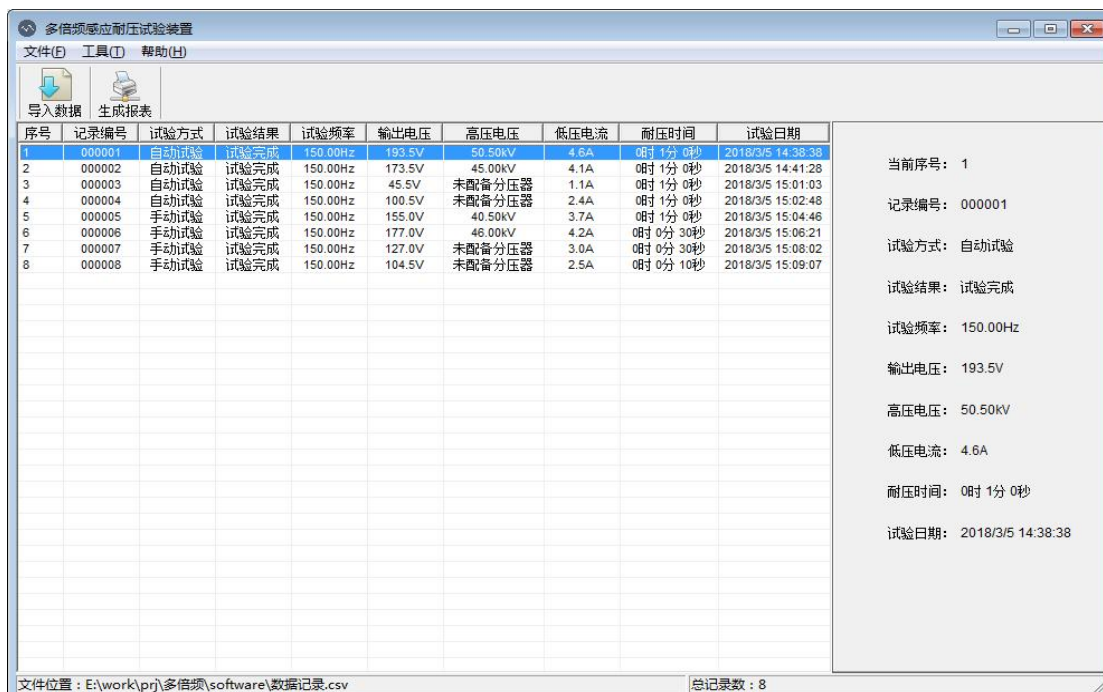 多倍频感应耐压试验装置
文件(F) 工具(T) 帮助(H)
导入数据 生成报表
序号 记录编号 试验方式 试验结果 试验频率 输出电压 高压电压 低压电流 耐压时间 试验日期
1 000001 自动试验 试验完成 150.00Hz 193.5V 50.50kV 4.6A 0时 1分 0秒 2018/3/5 14:38:38
2 000002 自动试验 试验完成 150.00Hz 173.5V 45.00kV 4.1A 0时 1分 0秒 2018/3/5 14:41:28
3 000003 自动试验 试验完成 150.00Hz 45.5V 未配备分压器 1.1A 0时 1分 0秒 2018/3/5 15:01:03
4 000004 自动试验 试验完成 150.00Hz 100.5V 未配备分压器 2.4A 0时 1分 0秒 2018/3/5 15:02:48
5 000005 手动试验 试验完成 150.00Hz 155.0V 40.50kV 3.7A 0时 1分 0秒 2018/3/5 15:04:46
6 000006 手动试验 试验完成 150.00Hz 177.0V 46.00kV 4.2A 0时 0分 30秒 2018/3/5 15:06:21
7 000007 手动试验 试验完成 150.00Hz 127.0V 未配备分压器 3.0A 0时 0分 30秒 2018/3/5 15:08:02
8 000008 手动试验 试验完成 150.00Hz 104.5V 未配备分压器 2.5A 0时 0分 10秒 2018/3/5 15:09:07
当前序号： 1
记录编号： 000001
试验方式： 自动试验
试验结果： 试验完成
试验频率： 150.00Hz
输出电压： 193.5V
高压电压： 50.50kV
低压电流： 4.6A
耐压时间： 0时 1分 0秒
试验日期： 2018/3/5 14:38:38
文件位置：E:\work\prj\多倍频\software\数据记录.csv 总记录数：8